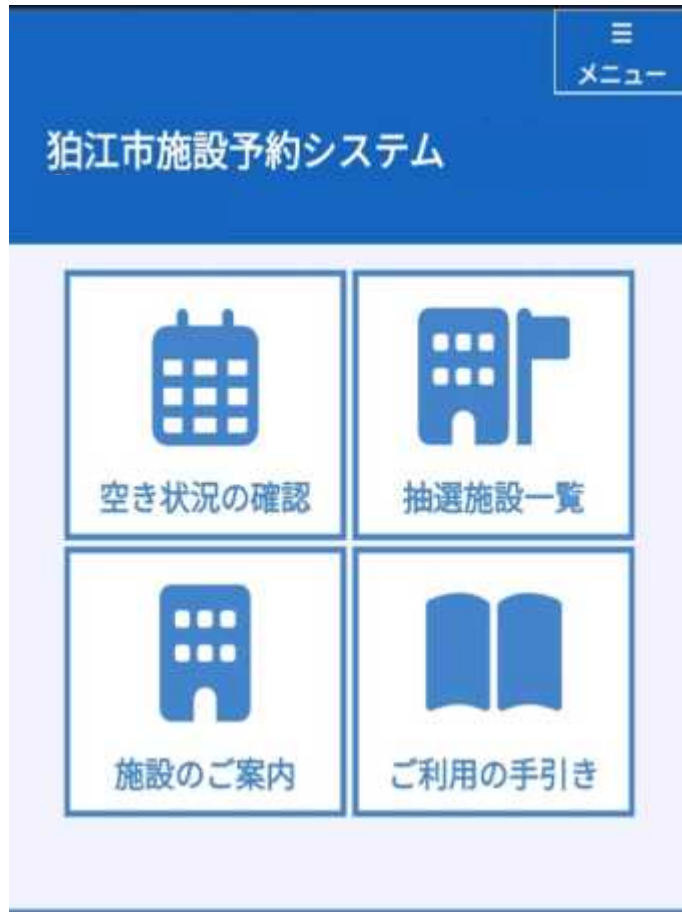 メニュー
狛江市施設予約システム
空き状況の確認
抽選施設一覧
施設のご案内
ご利用の手引き